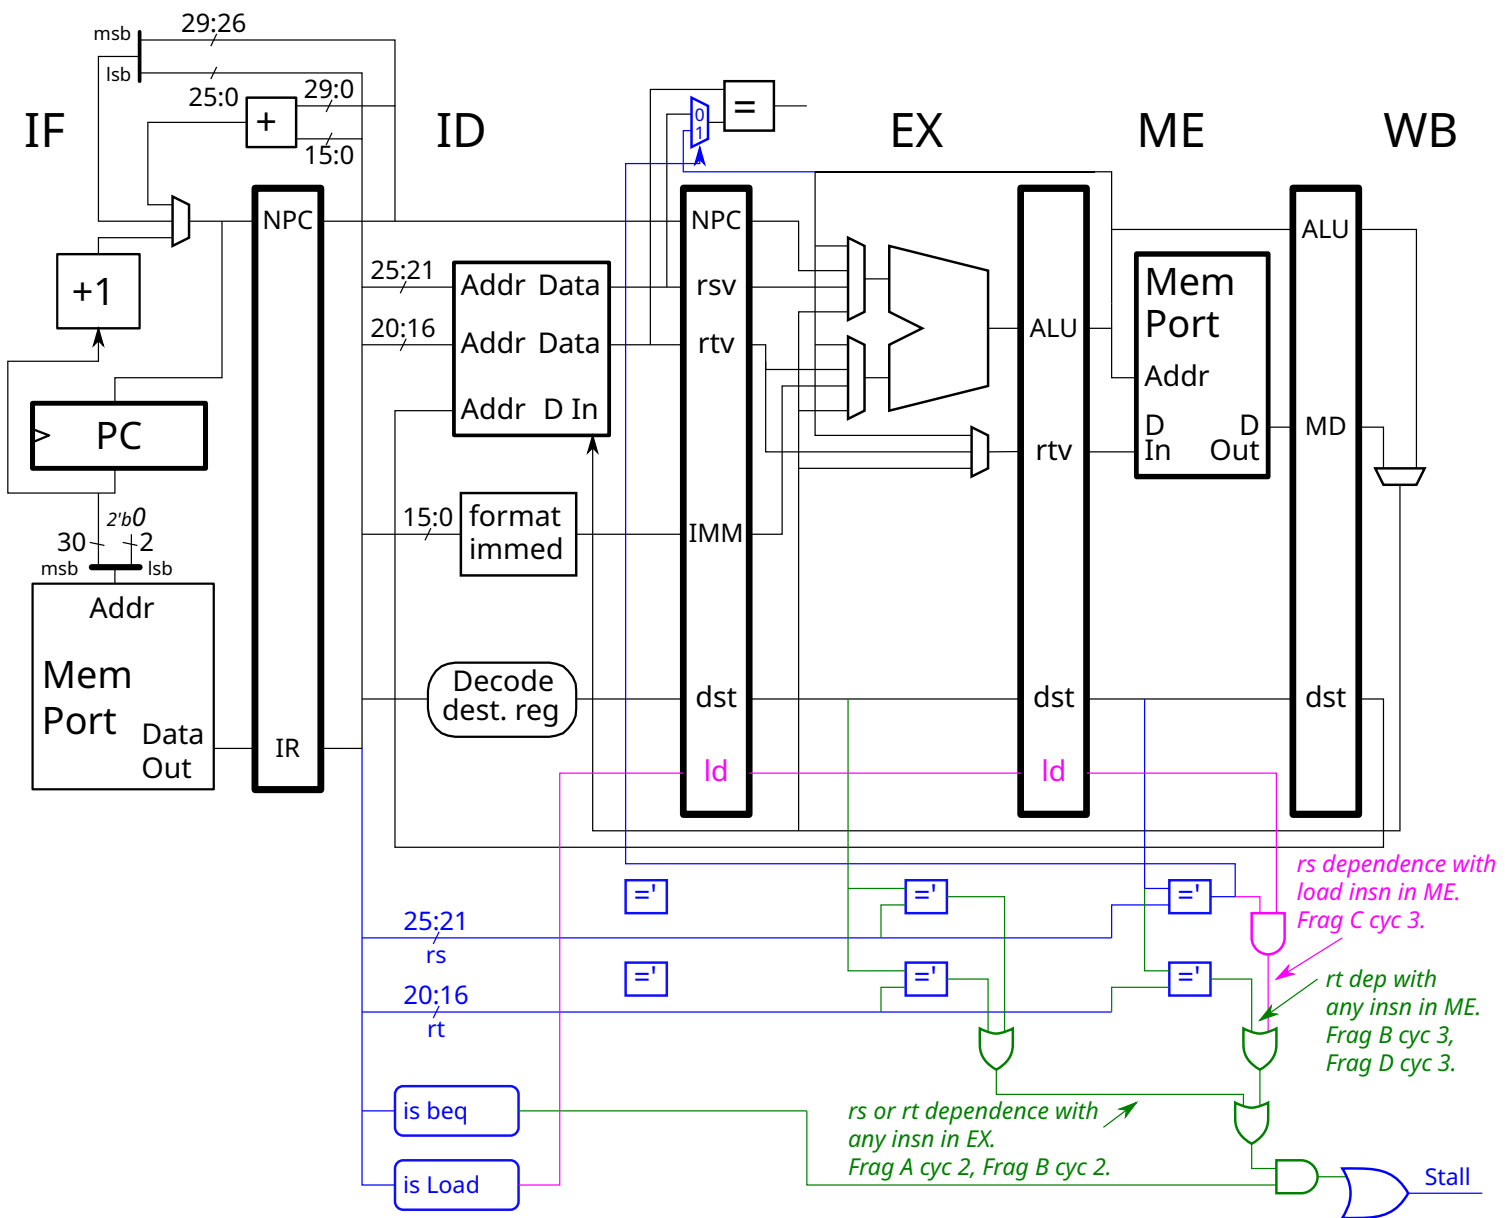 29:26
msb
lsb
25:0
+
29:0
15:0
IF
ID
EX
ME
WB
=
0
1
NPC
NPC
ALU
+1
25:21
20:16
Addr Data
Addr Data
Addr D In
rsv
rtv
ALU
Mem
Port
Addr
D
In
D
Out
MD
rtv
PC
2'b0
30
2
msb
lsb
15:0
format
immed
IMM
Addr
Mem
Port
Data
Out
IR
Decode
dest. reg
dst
dst
dst
ld
ld
rs dependence with
load insn in ME.
Frag C cyc 3.
='
='
='
25:21
rs
='
='
='
20:16
rt
rt dep with
any insn in ME.
Frag B cyc 3,
Frag D cyc 3.
is beq
rs or rt dependence with
any insn in EX.
Frag A cyc 2, Frag B cyc 2.
is Load
Stall